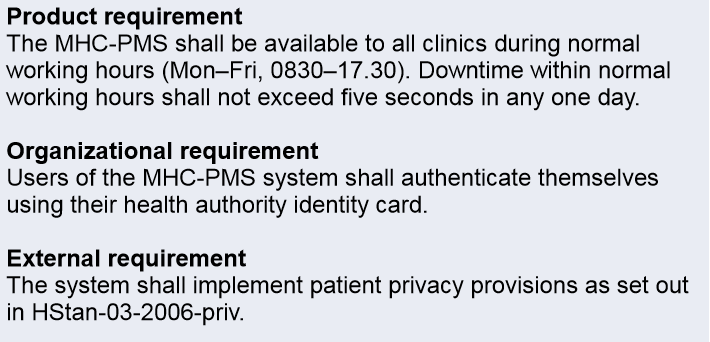 Product requirement
The MHC-PMS shall be available to all clinics during normal
working hours (Mon–Fri, 0830–17.30). Downtime within normal
working hours shall not exceed five seconds in any one day.
Organizational requirement
Users of the MHC-PMS system shall authenticate themselves
using their health authority identity card.
External requirement
The system shall implement patient privacy provisions as set out
in HStan-03-2006-priv.